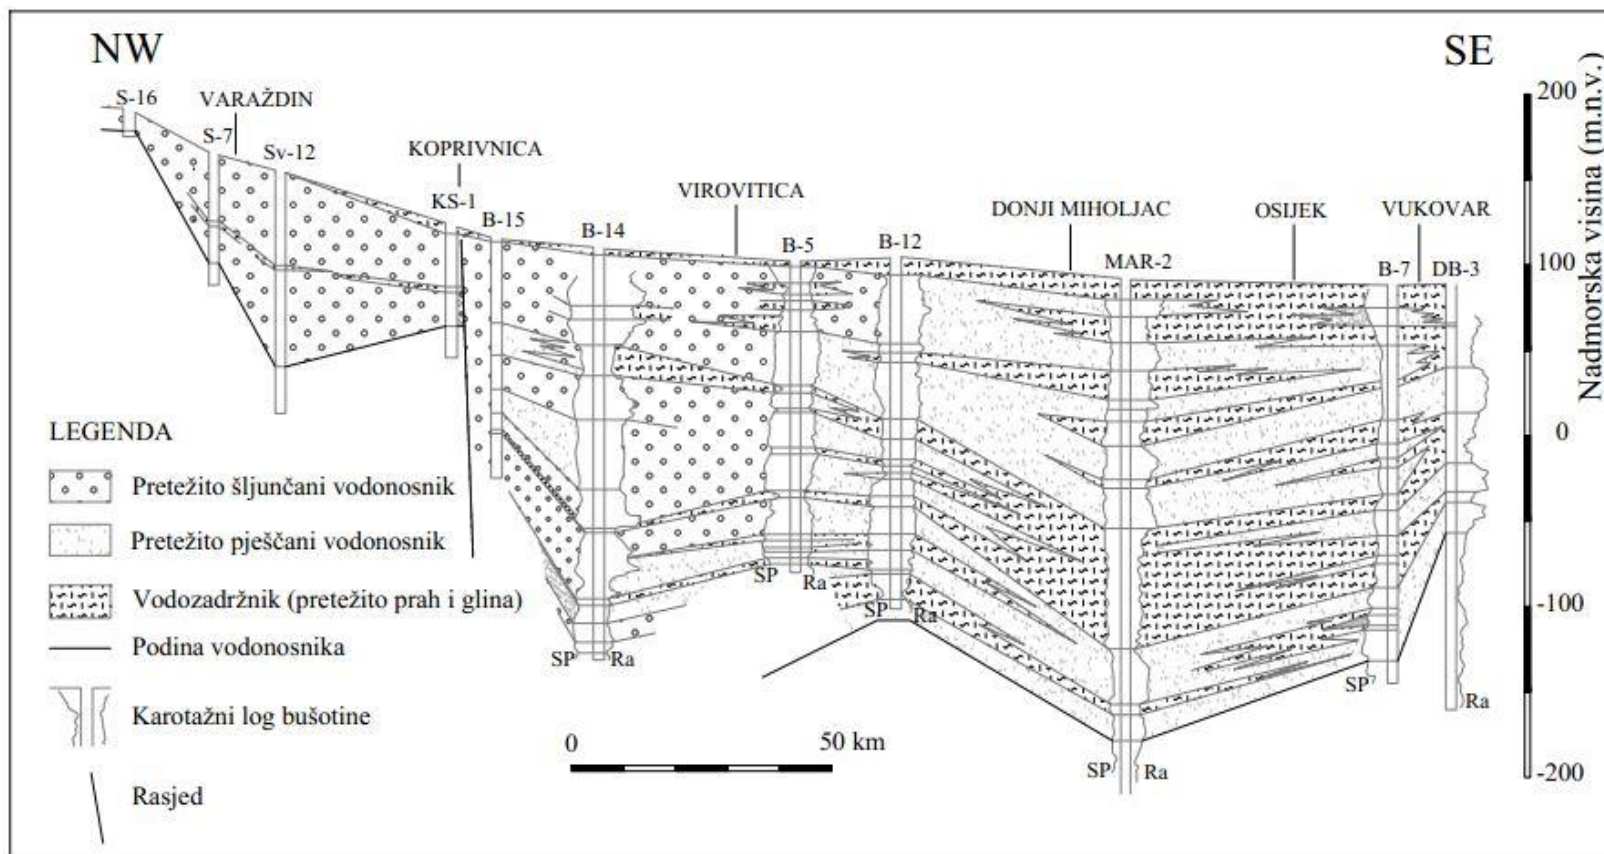 NW
SE
S-16
VARAŽDIN
S-7
Sv-12
KOPRIVNICA
KS-1
B-15
B-14
VIROVITICA
B-5
B-12
DONJI MIHOLJAC
MAR-2
OSIJEK
VUKOVAR
B-7
DB-3
200
100
0
-100
-200
Nadmorska visina (m.n.v.)
LEGENDA
Pretežito šljunčani vodonosnik
Pretežito pješčani vodonosnik
Vodozadržnik (pretežito prah i glina)
Podina vodonosnika
Karotažni log bušotine
Rasjed
SP
Ra
SP
Ra
SP
Ra
SP
Ra
SP
Ra
0
50 km